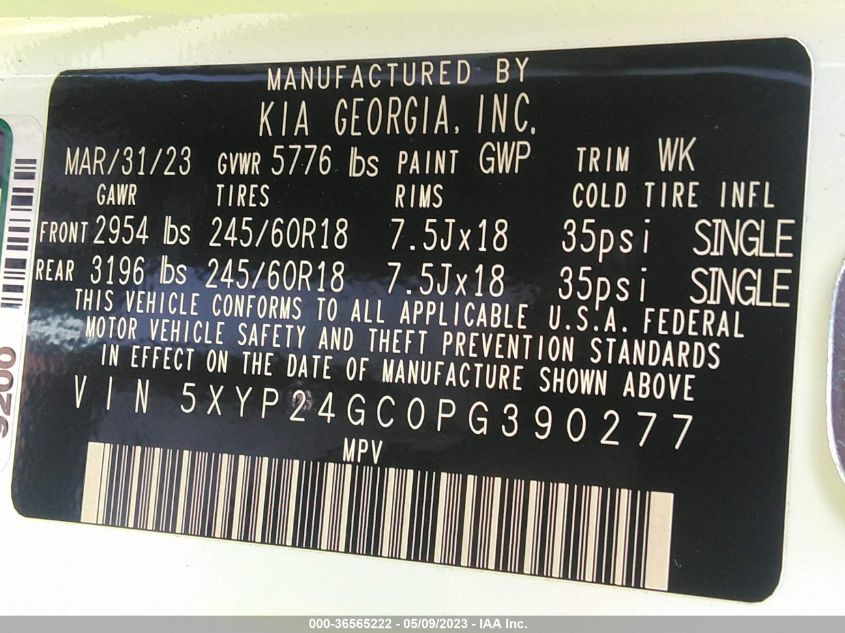 MANUFACTURED BY
KIA GEORGIA, INC.
MAR/31/23 GVWR 5776 lbs PAINT GWP TRIM WK
GAWR TIRES RIMS COLD TIRE INFL
FRONT 2954 lbs 245/60R18 7.5Jx18 35psi SINGLE
REAR 3196 lbs 245/60R18 7.5Jx18 35psi SINGLE
THIS VEHICLE CONFORMS TO ALL APPLICABLE U.S.A. FEDERAL
MOTOR VEHICLE SAFETY AND THEFT PREVENTION STANDARDS
IN EFFECT ON THE DATE OF MANUFACTURE SHOWN ABOVE
VIN 5XYP24GC0PG390277
MPV
000-36565222 - 05/09/2023 - IAA Inc.